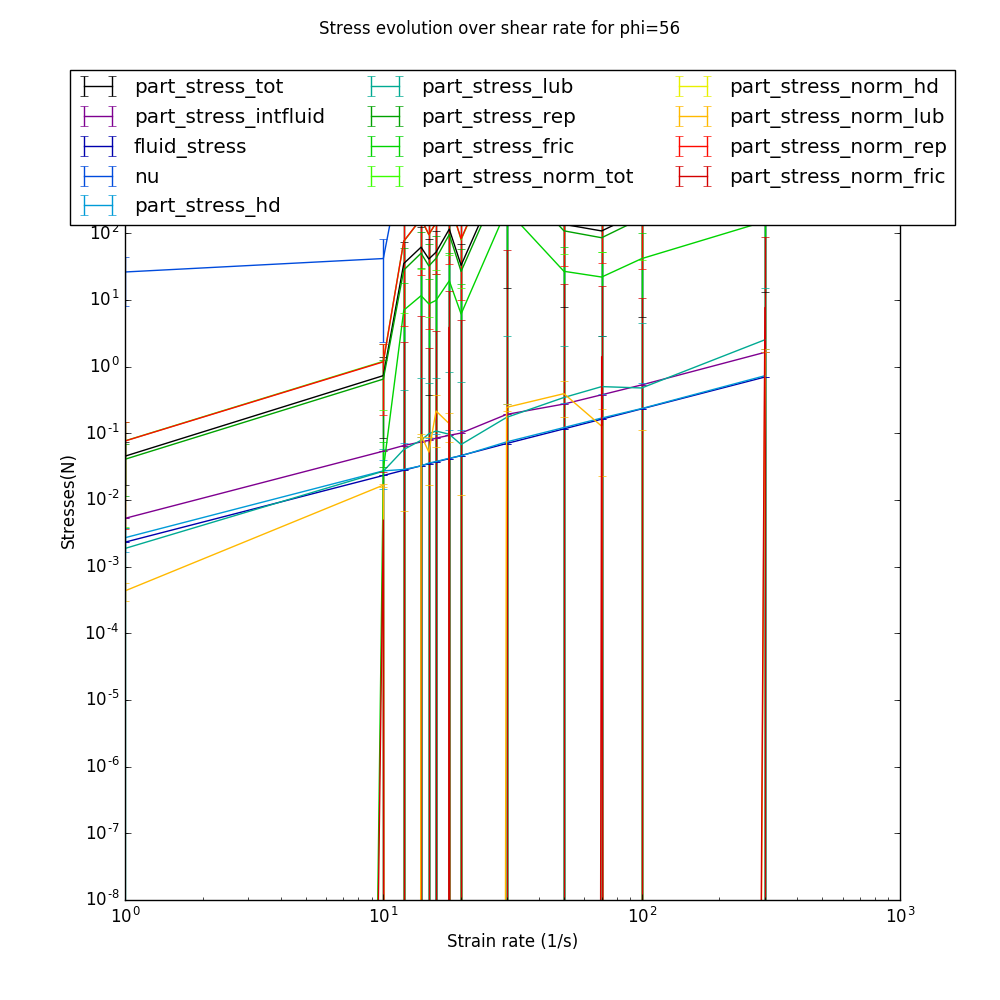 Stress evolution over shear rate for phi=56
part_stress_tot
part_stress_intfluid
fluid_stress
nu
part_stress_hd
part_stress_lub
part_stress_rep
part_stress_fric
part_stress_norm_tot
part_stress_norm_hd
part_stress_norm_lub
part_stress_norm_rep
part_stress_norm_fric
10^2
10^1
10^0
10^-1
10^-2
10^-3
10^-4
10^-5
10^-6
10^-7
10^-8
Stresses(N)
10^0 10^1 10^2 10^3
Strain rate (1/s)